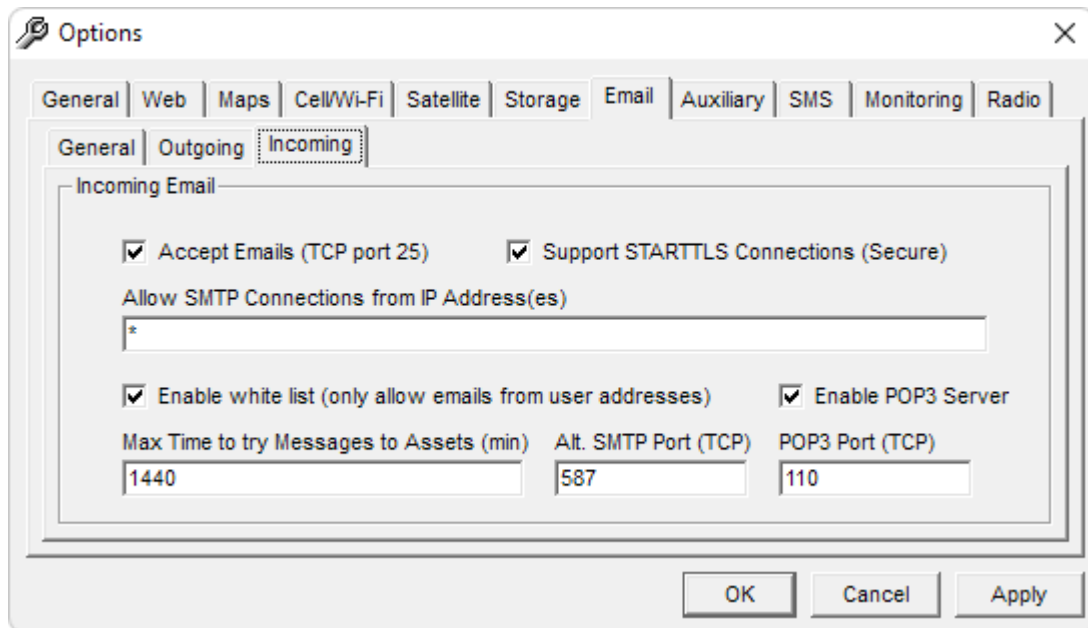 Options
General Web Maps Cell/Wi-Fi Satellite Storage Email Auxiliary SMS Monitoring Radio
General Outgoing Incoming
Incoming Email
Accept Emails (TCP port 25) Support STARTTLS Connections (Secure)
Allow SMTP Connections from IP Address(es)
*
Enable white list (only allow emails from user addresses) Enable POP3 Server
Max Time to try Messages to Assets (min) Alt. SMTP Port (TCP) POP3 Port (TCP)
1440 587 110
OK Cancel Apply